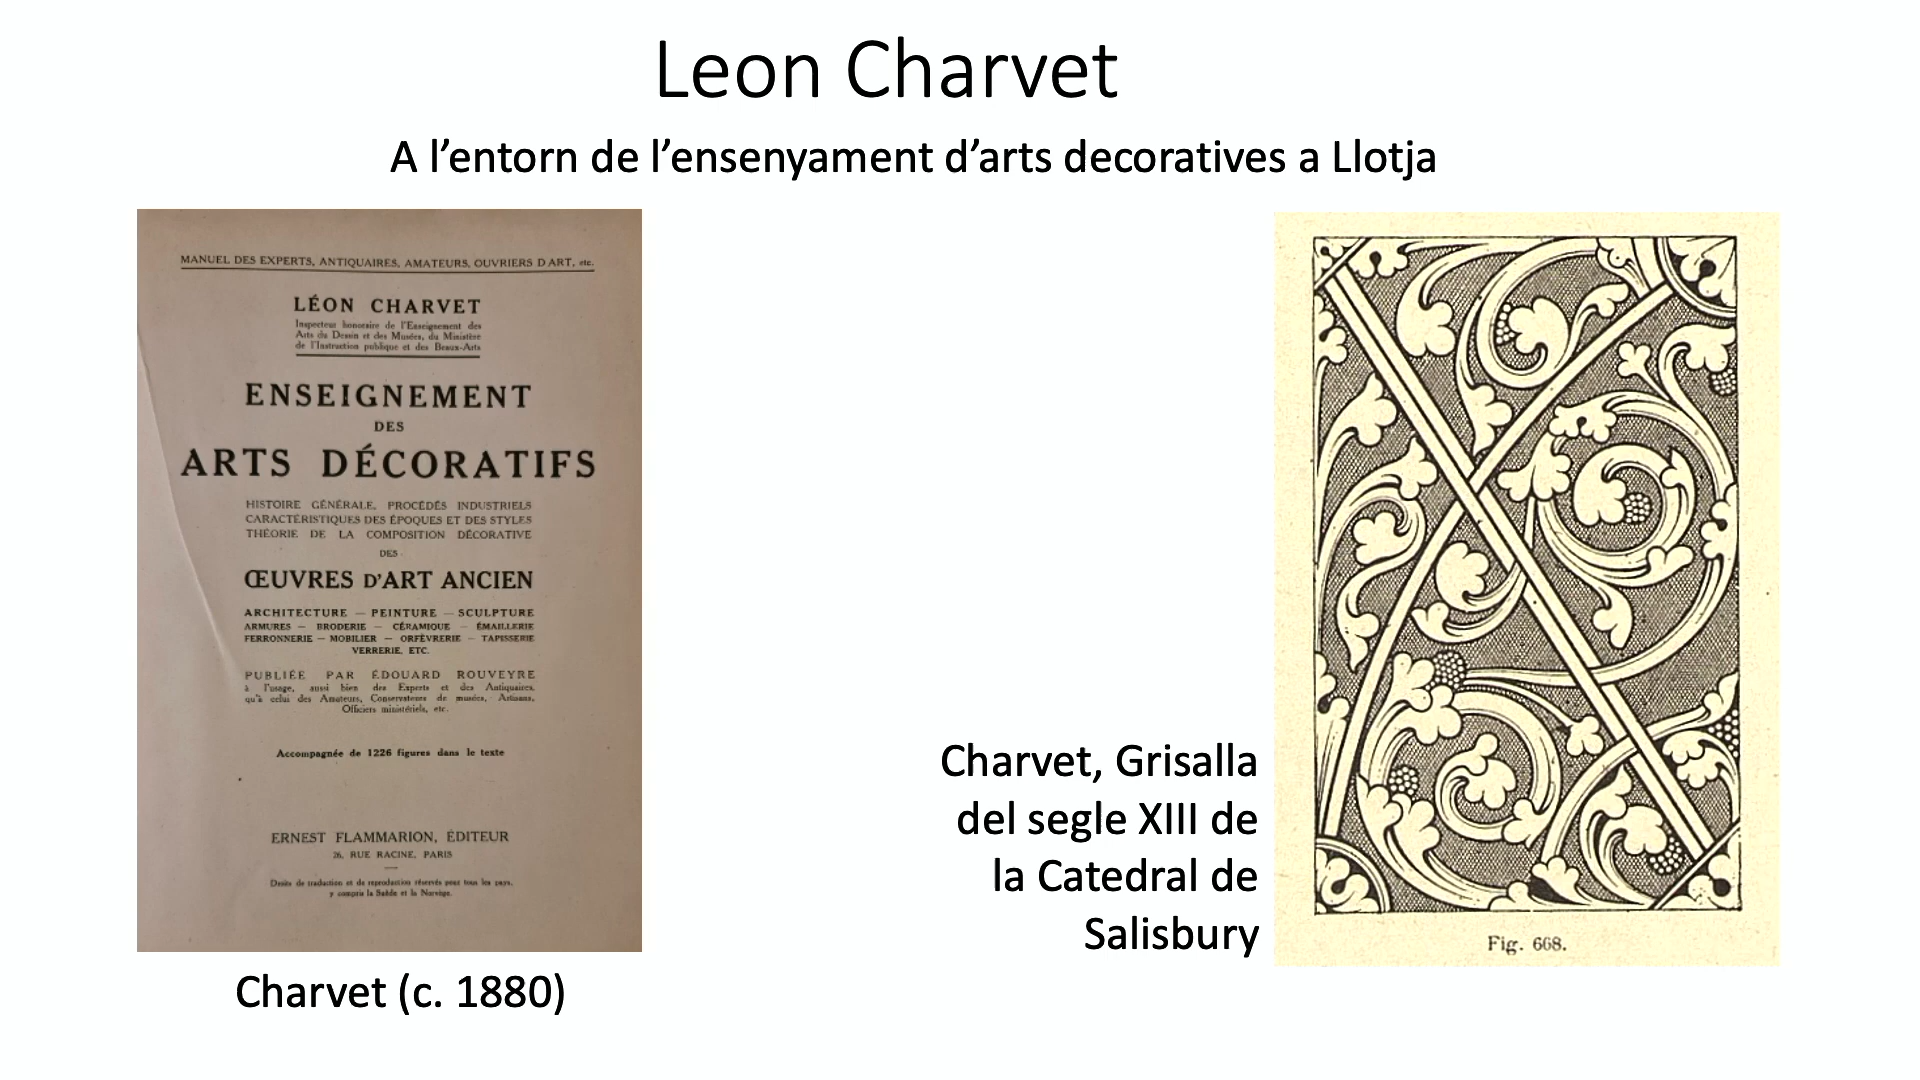 Leon Charvet
A l’entorn de l’ensenyament d’arts decoratives a Llotja
MANUEL DES EXPERTS, ANTIQUAIRES, AMATEURS, OUVRIERS D'ART, etc.
LÉON CHARVET
Inspecteur honoraire de l'Enseignement des
Arts du Dessin et des Musées, du Ministère
de l'Instruction publique et des Beaux-Arts
ENSEIGNEMENT
DES
ARTS DÉCORATIFS
HISTOIRE GÉNÉRALE, PROCÉDÉS INDUSTRIELS
CARACTÉRISTIQUES DES ÉPOQUES ET DES STYLES
THÉORIE DE LA COMPOSITION DÉCORATIVE
DES
ŒUVRES D'ART ANCIEN
ARCHITECTURE — PEINTURE — SCULPTURE
ARMURES — BRODERIE — CÉRAMIQUE — ÉMAILLERIE
FERRONNERIE — MOBILIER — ORFÈVRERIE — TAPISSERIE
VERRERIE, ETC.
PUBLIÉE PAR ÉDOUARD ROUVEYRE
à l'usage, aussi bien des Experts et des Antiquaires,
qu'à celui des Amateurs, Conservateurs de musées, Artisans,
Officiers ministériels, etc.
Accompagnée de 1226 figures dans le texte
ERNEST FLAMMARION, ÉDITEUR
26, RUE RACINE, PARIS
Droits de traduction et de reproduction réservés pour tous les pays,
y compris la Suède et la Norvège.
Charvet (c. 1880)
Charvet, Grisalla
del segle XIII de
la Catedral de
Salisbury
Fig. 668.